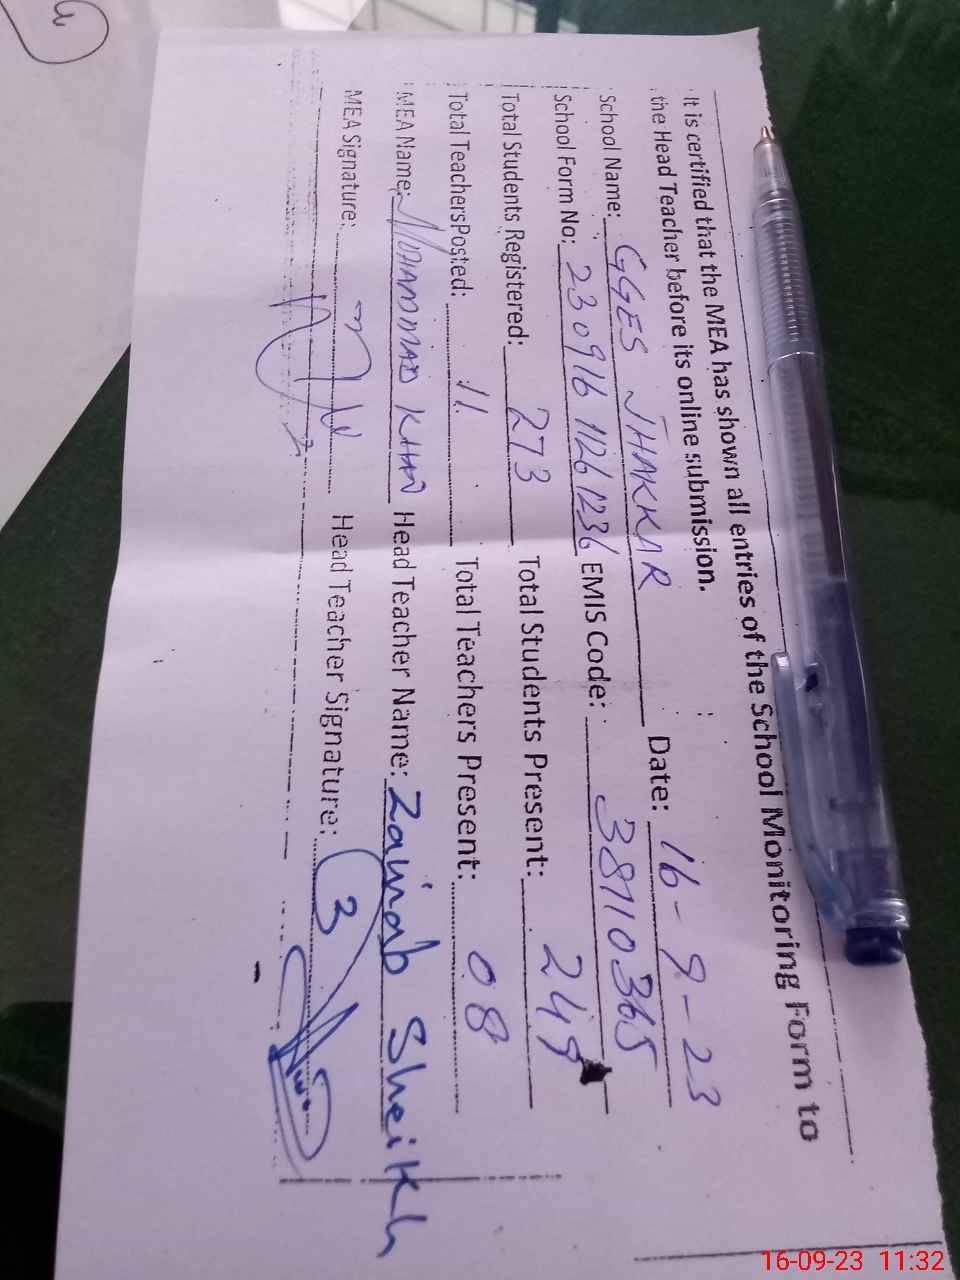 It is certified that the MEA has shown all entries of the School Monitoring Form to
the Head Teacher before its online submission.
School Name: GGES JHAKKAR Date: 16-9-23
School Form No: 230916 1126 1236 EMIS Code: 38110365
Total Students Registered: 273 Total Students Present: 249
Total Teachers Posted: 11 Total Teachers Present: 08
MEA Name: MOHAMMAD KHAN Head Teacher Name: Zainab Sheikh
MEA Signature: Head Teacher Signature: 3
16-09-23 11:32